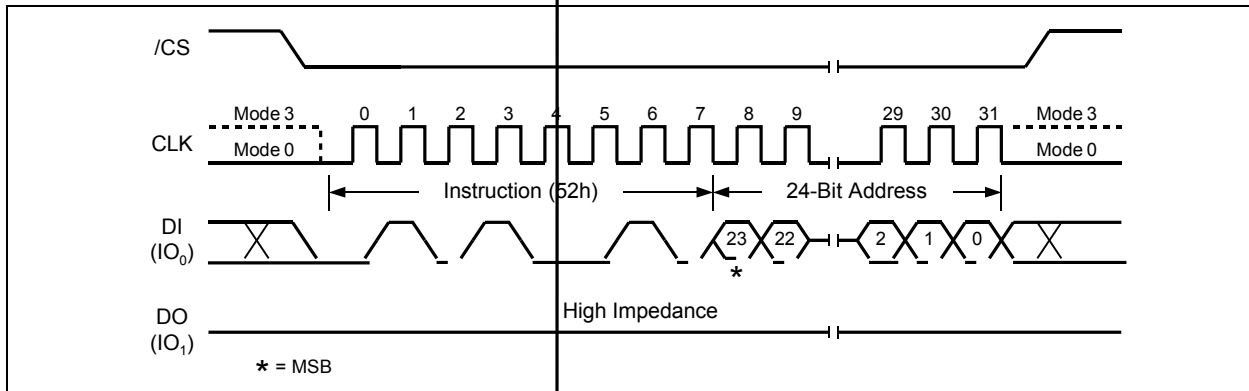 /CS
Mode 3 0 1 2 3 4 5 6 7 8 9 29 30 31 Mode 3
CLK
Mode 0 Mode 0
Instruction (52h) 24-Bit Address
DI
(IO0)
23 22 2 1 0
*
High Impedance
DO
(IO1)
* = MSB